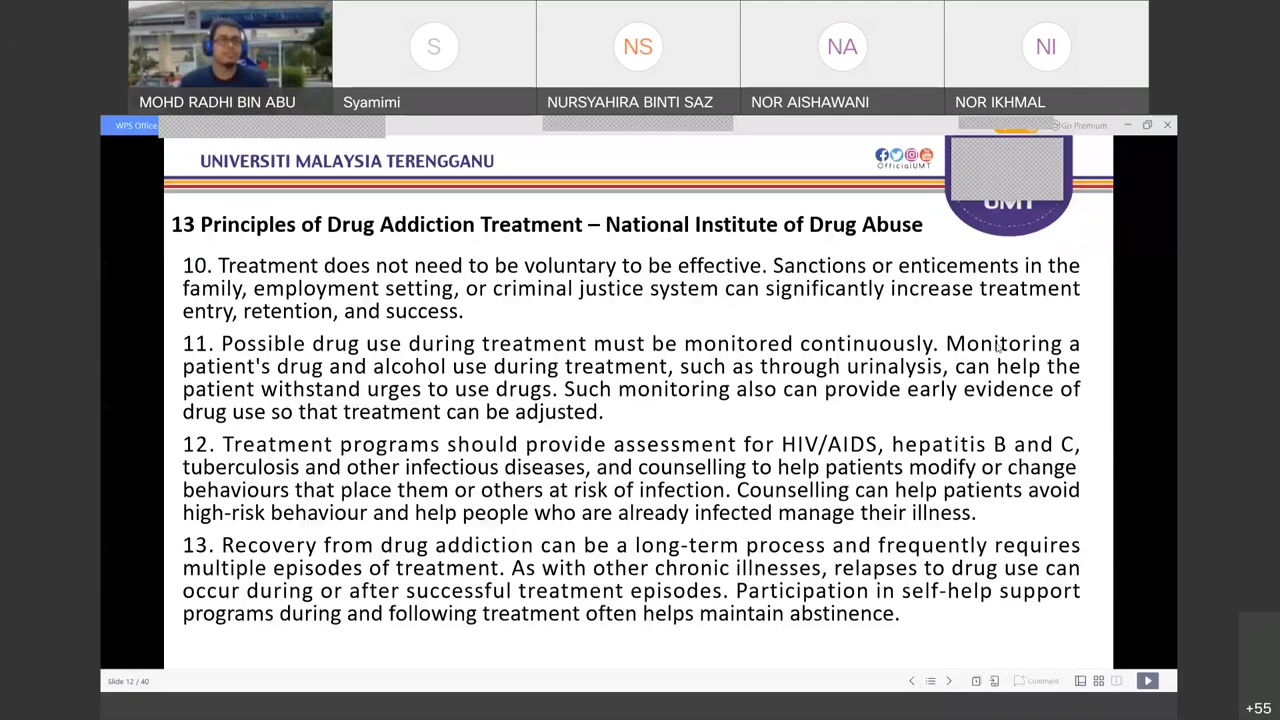 S
NS
NA
NI
MOHD RADHI BIN ABU
Syamimi
NURSYAHIRA BINTI SAZ
NOR AISHAWANI
NOR IKHMAL
WPS Office
Go Premium
UNIVERSITI MALAYSIA TERENGGANU
OfficialUMT
UMT
13 Principles of Drug Addiction Treatment – National Institute of Drug Abuse
10. Treatment does not need to be voluntary to be effective. Sanctions or enticements in the
family, employment setting, or criminal justice system can significantly increase treatment
entry, retention, and success.
11. Possible drug use during treatment must be monitored continuously. Monitoring a
patient's drug and alcohol use during treatment, such as through urinalysis, can help the
patient withstand urges to use drugs. Such monitoring also can provide early evidence of
drug use so that treatment can be adjusted.
12. Treatment programs should provide assessment for HIV/AIDS, hepatitis B and C,
tuberculosis and other infectious diseases, and counselling to help patients modify or change
behaviours that place them or others at risk of infection. Counselling can help patients avoid
high-risk behaviour and help people who are already infected manage their illness.
13. Recovery from drug addiction can be a long-term process and frequently requires
multiple episodes of treatment. As with other chronic illnesses, relapses to drug use can
occur during or after successful treatment episodes. Participation in self-help support
programs during and following treatment often helps maintain abstinence.
Slide 12 / 40
Comment
+55